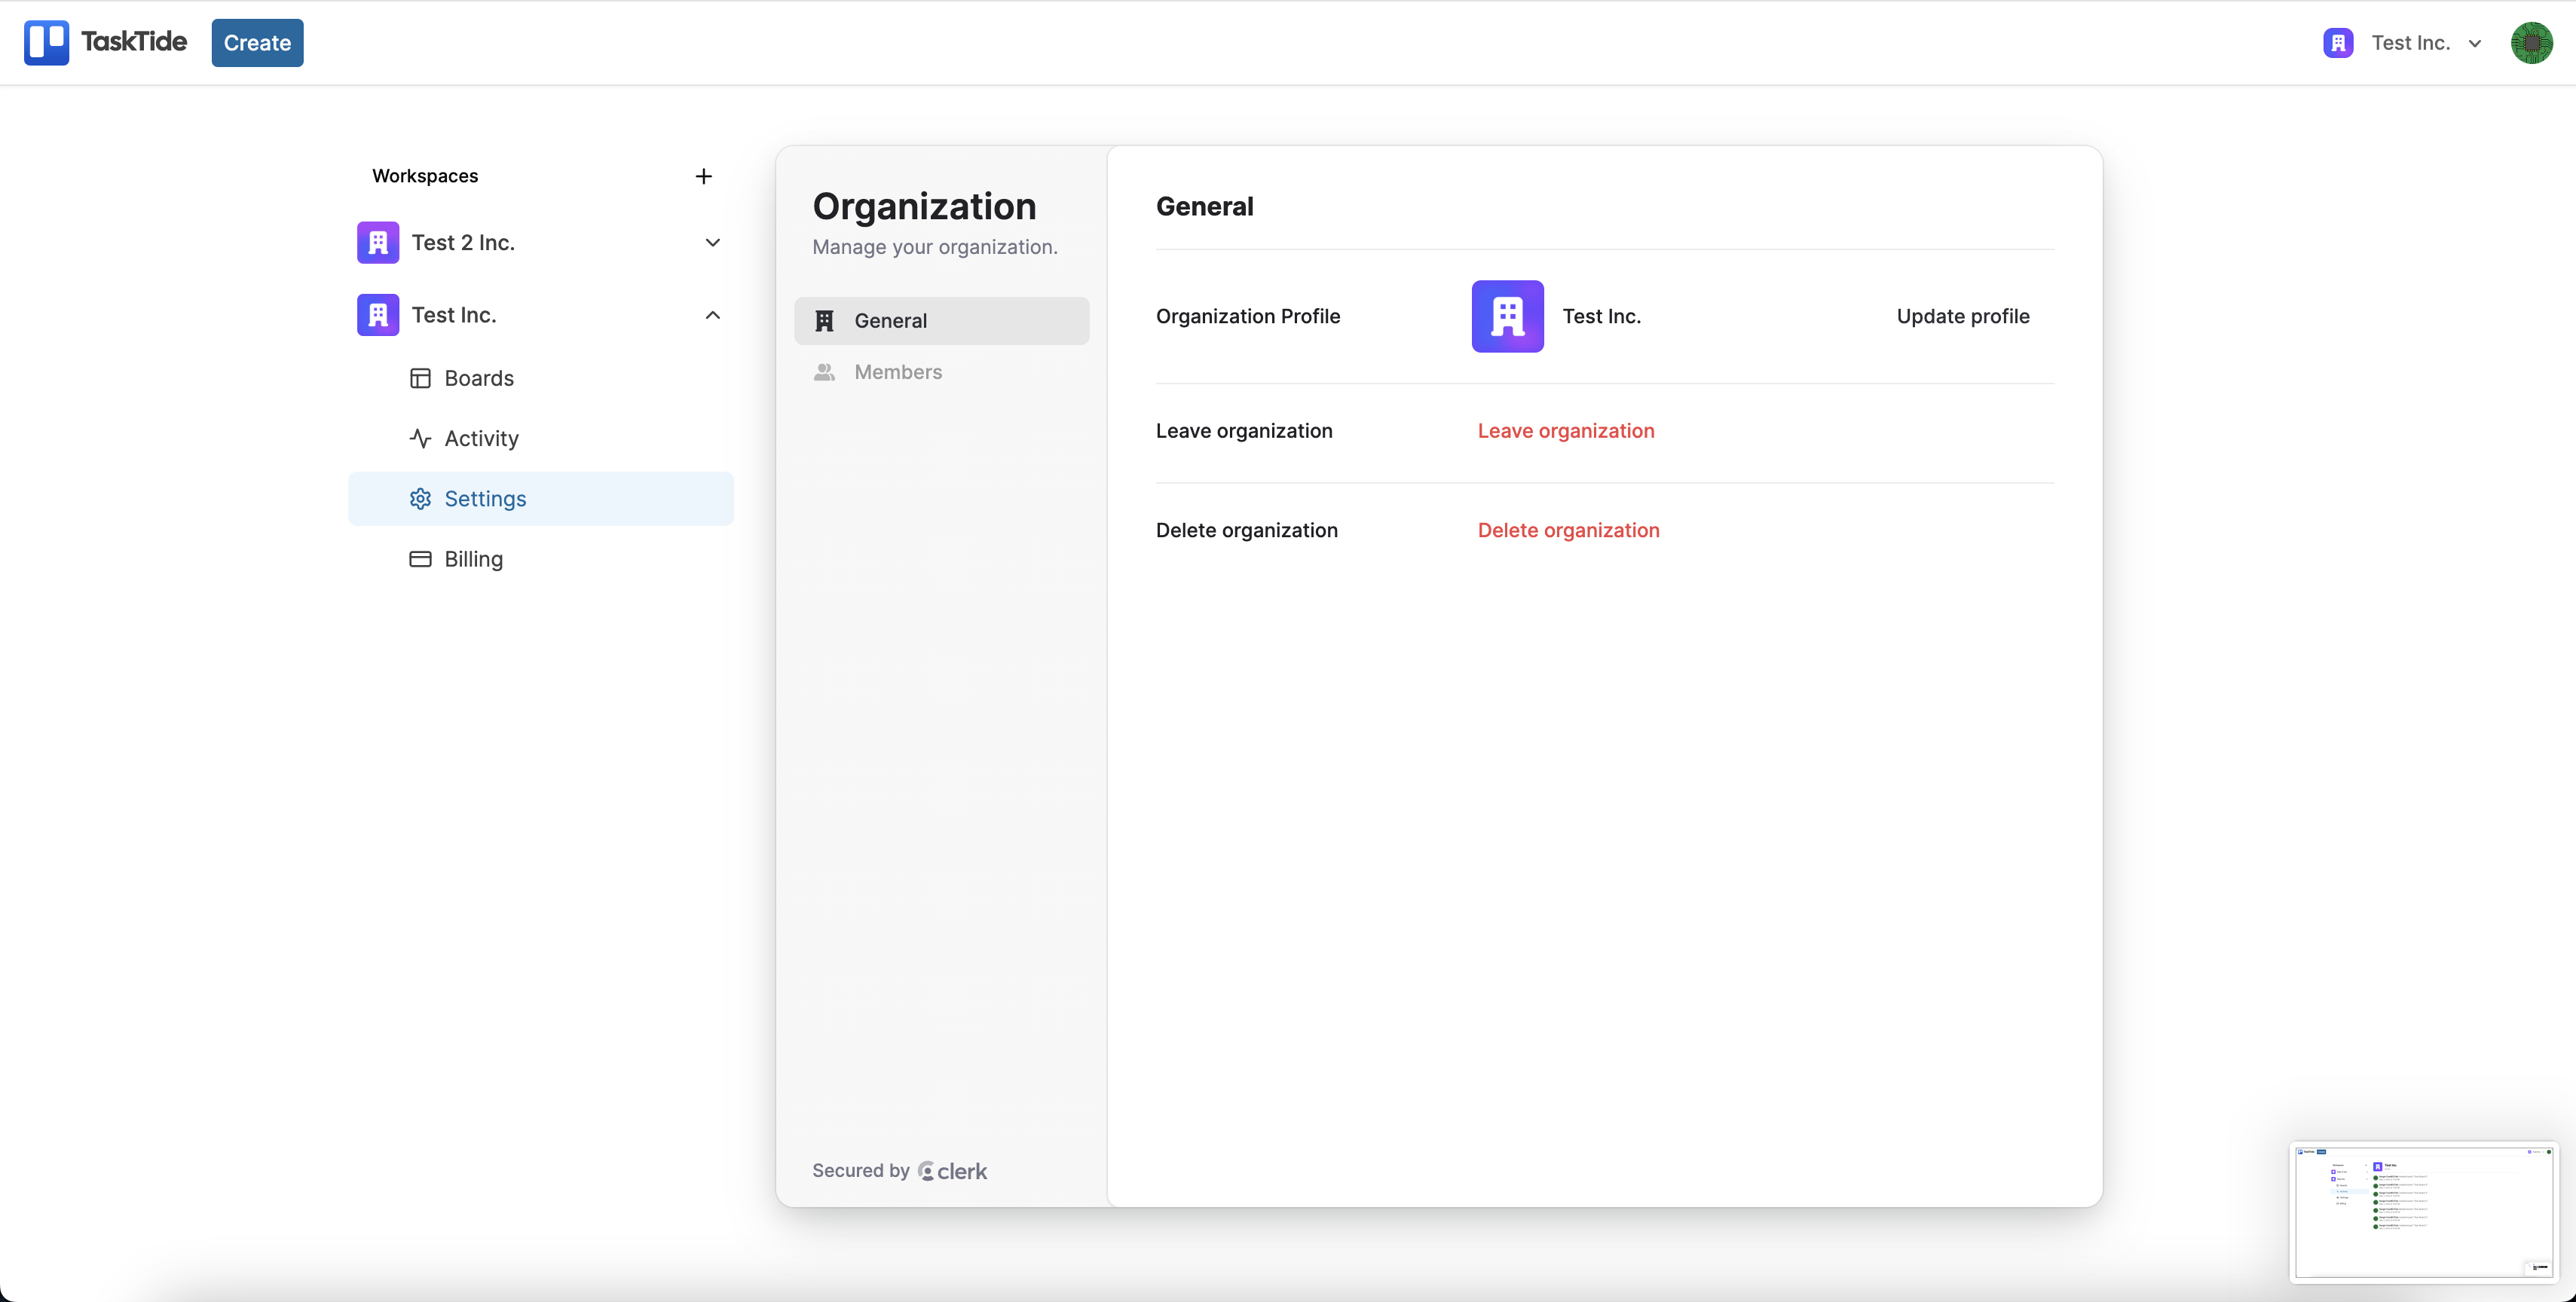 TaskTide
Create
Test Inc.
Workspaces
Test 2 Inc.
Test Inc.
Boards
Activity
Settings
Billing
Organization
Manage your organization.
General
Members
Secured by clerk
General
Organization Profile
Test Inc.
Update profile
Leave organization
Leave organization
Delete organization
Delete organization